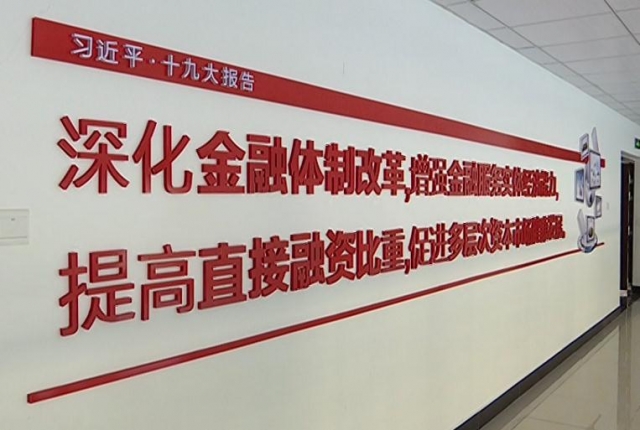 习近平·十九大报告
深化金融体制改革,增强金融服务实体经济能力,
提高直接融资比重,促进多层次资本市场健康发展。